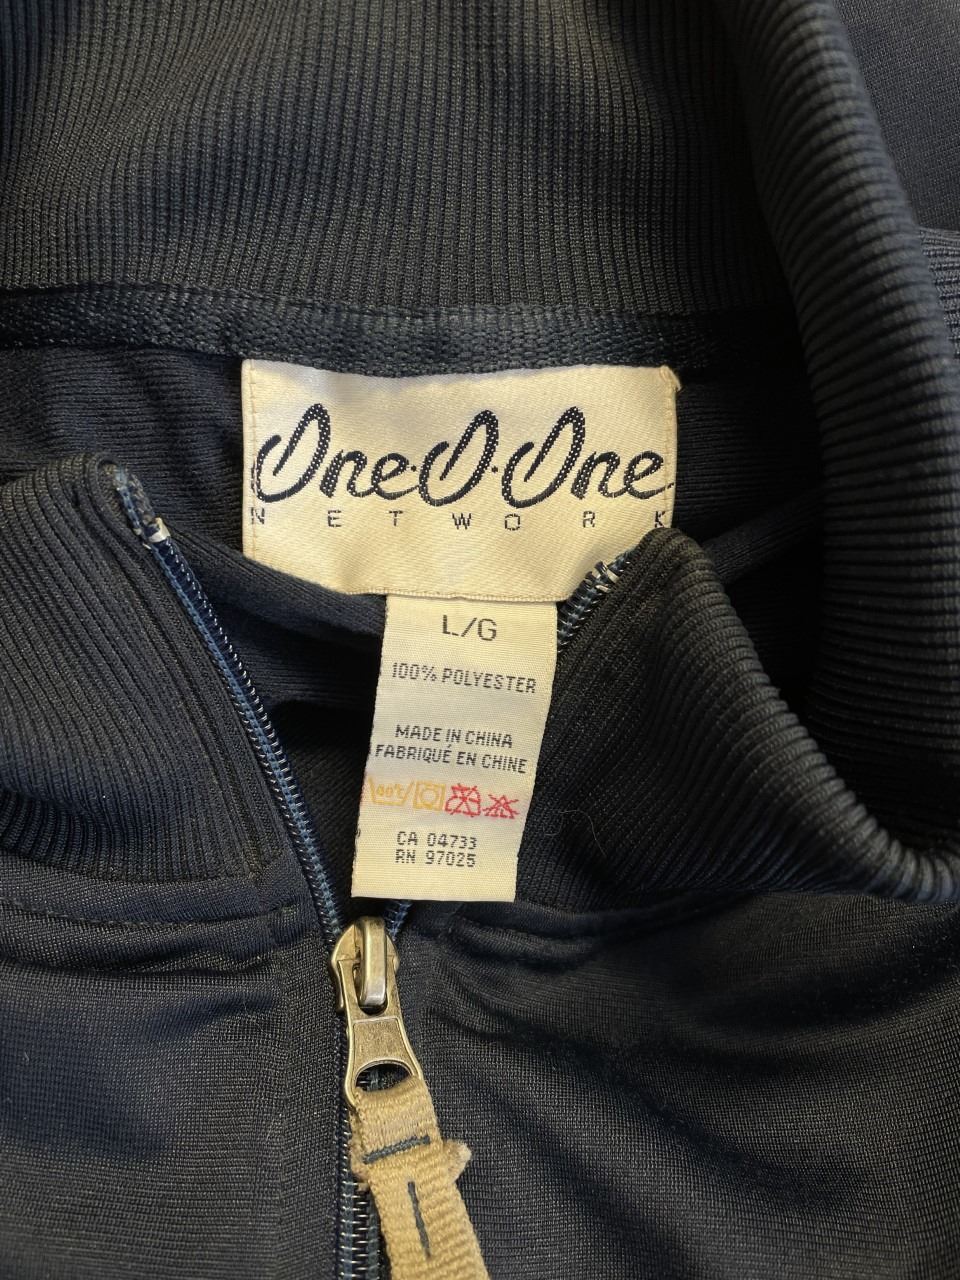 One·O·One
NETWORK
L/G
100% POLYESTER
MADE IN CHINA
FABRIQUÉ EN CHINE
CA 04733
RN 97025